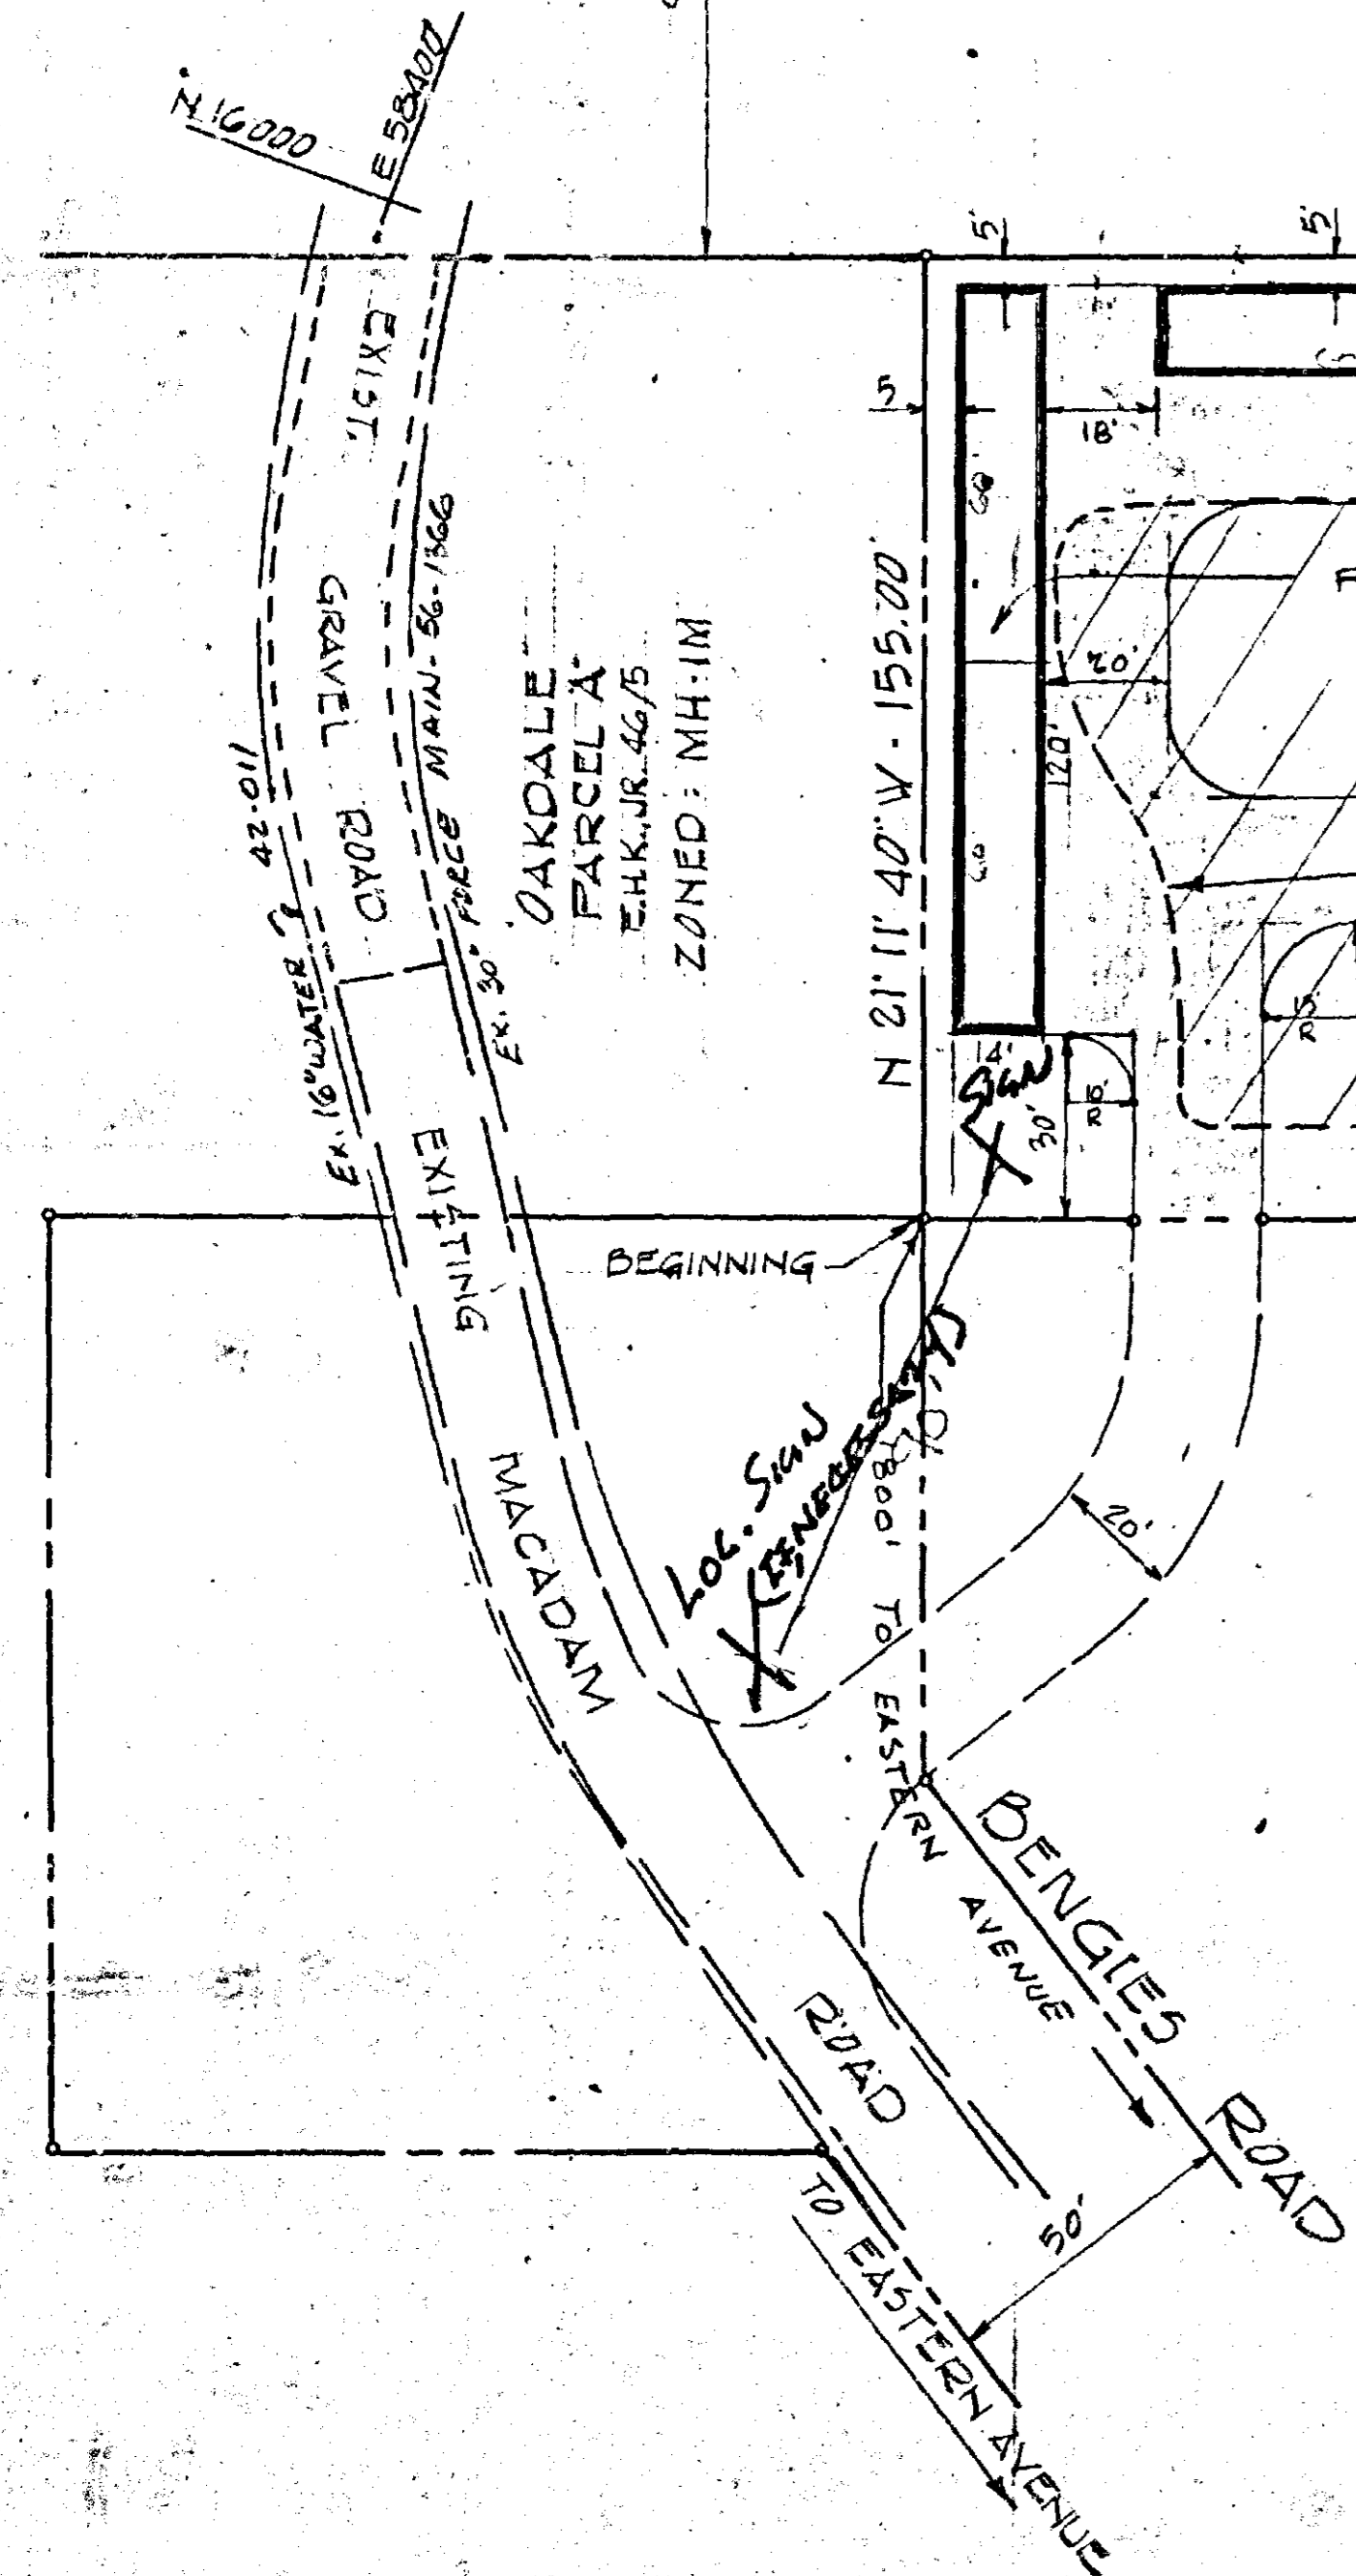 N 16000
E 58400
EXIST.
GRAVEL ROAD
EX. 16" WATER 42-011
EX. 30" FORCE MAIN - 56-1366
OAKDALE
PARCEL A
E.H.K., JR. 46/5
ZONED: MH-IM
N 21° 11' 40" W - 155.00'
5'
5'
5
18'
60'
60'
20'
120'
14'
SIGN
30'
15'
R
15'
R
BEGINNING
EXISTING
MACADAM
ROAD
LOC. SIGN
(IF NECESSARY)
800' TO EASTERN AVENUE
20'
BENGIES ROAD
50'
TO EASTERN AVENUE